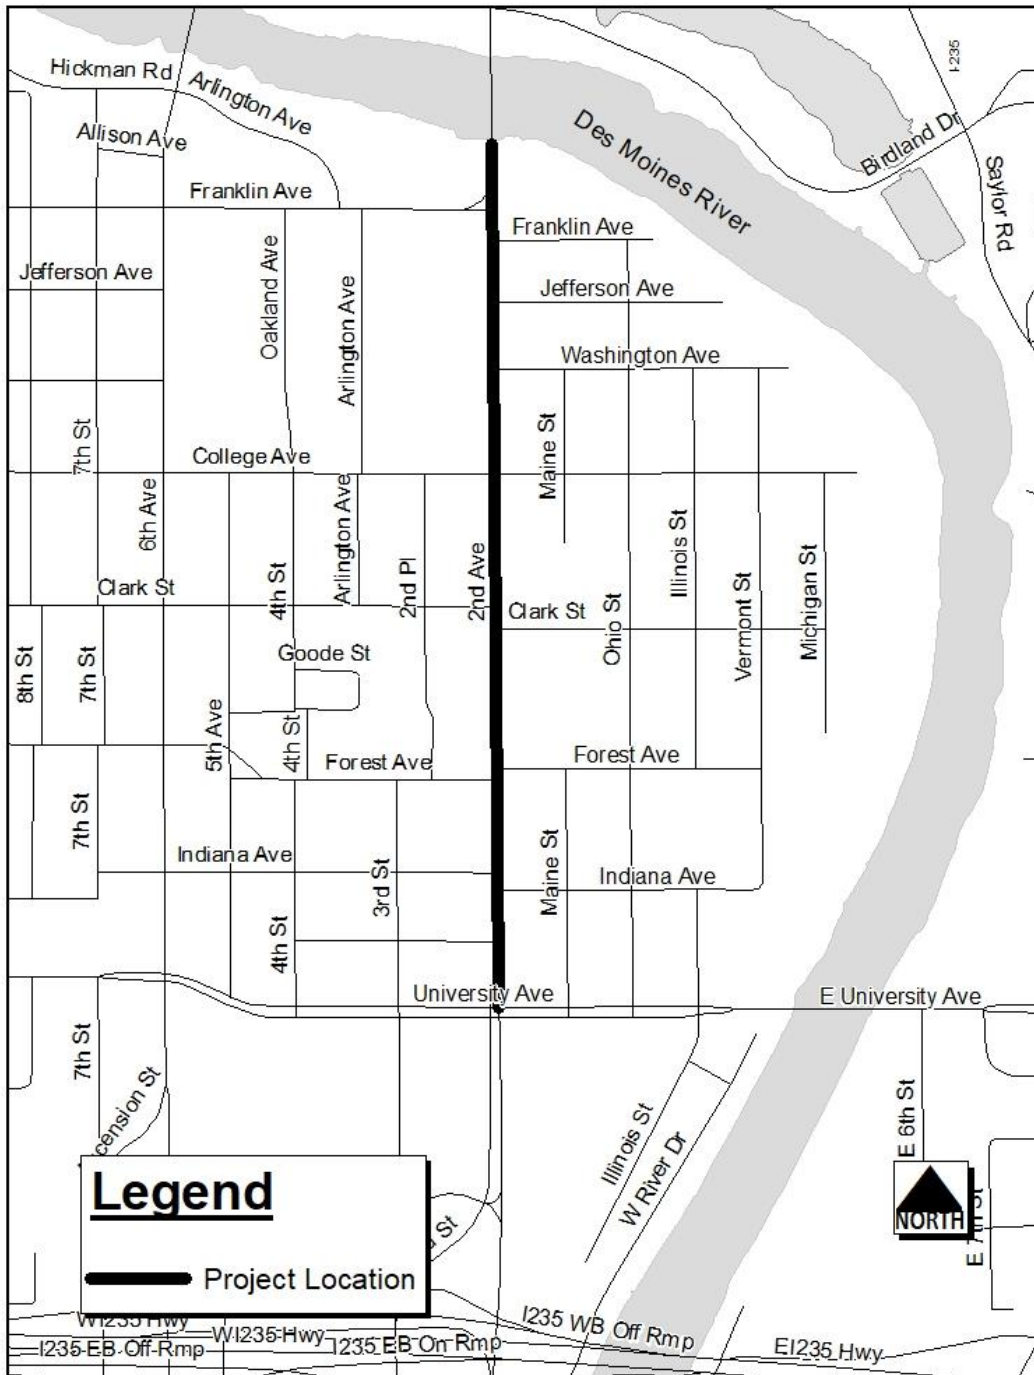 Hickman Rd
Arlington Ave
I-235
Allison Ave
Des Moines River
Birdland Dr
Saylor Rd
Franklin Ave
Franklin Ave
Jefferson Ave
Oakland Ave
Arlington Ave
Jefferson Ave
Washington Ave
7th St
College Ave
Maine St
6th Ave
Arlington Ave
Illinois St
Clark St
4th St
2nd Pl
2nd Ave
Clark St
Ohio St
Vermont St
Michigan St
8th St
7th St
Goode St
5th Ave
4th St
Forest Ave
Forest Ave
7th St
Indiana Ave
3rd St
Maine St
Indiana Ave
4th St
University Ave
E University Ave
7th St
E 6th St
Illinois St
W River Dr
NORTH
E 7th St
Legend
Project Location
W I235 Hwy
W I235 Hwy
I235 EB Off Rmp
I235 EB On Rmp
I235 WB Off Rmp
E I235 Hwy